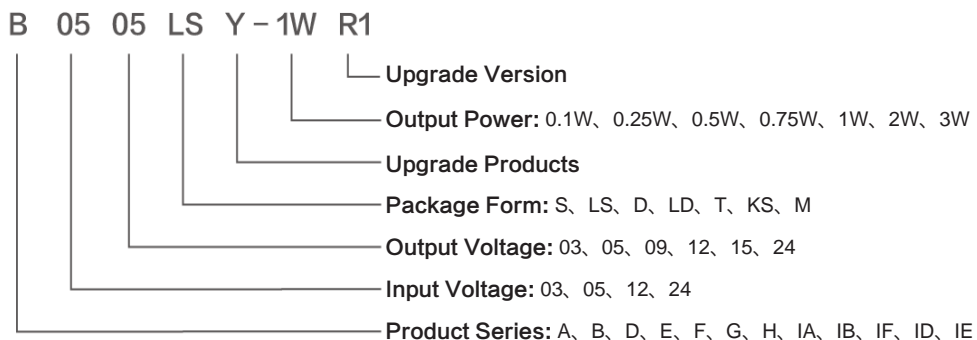 B 05 05 LS Y－1W R1
Upgrade Version
Output Power: 0.1W、0.25W、0.5W、0.75W、1W、2W、3W
Upgrade Products
Package Form: S、LS、D、LD、T、KS、M
Output Voltage: 03、05、09、12、15、24
Input Voltage: 03、05、12、24
Product Series: A、B、D、E、F、G、H、IA、IB、IF、ID、IE